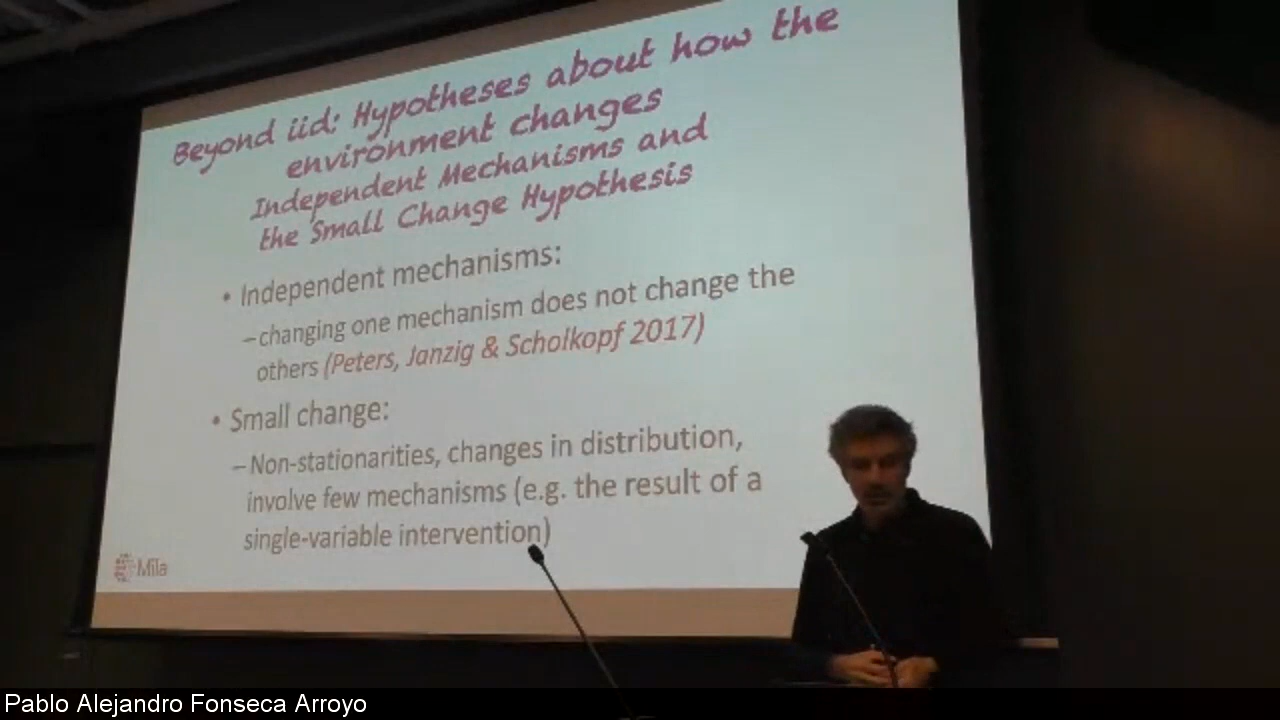 Beyond iid: Hypotheses about how the
environment changes
Independent Mechanisms and
the Small Change Hypothesis
• Independent mechanisms:
–changing one mechanism does not change the
others (Peters, Janzig & Scholkopf 2017)
• Small change:
–Non-stationarities, changes in distribution,
involve few mechanisms (e.g. the result of a
single-variable intervention)
Mila
Pablo Alejandro Fonseca Arroyo